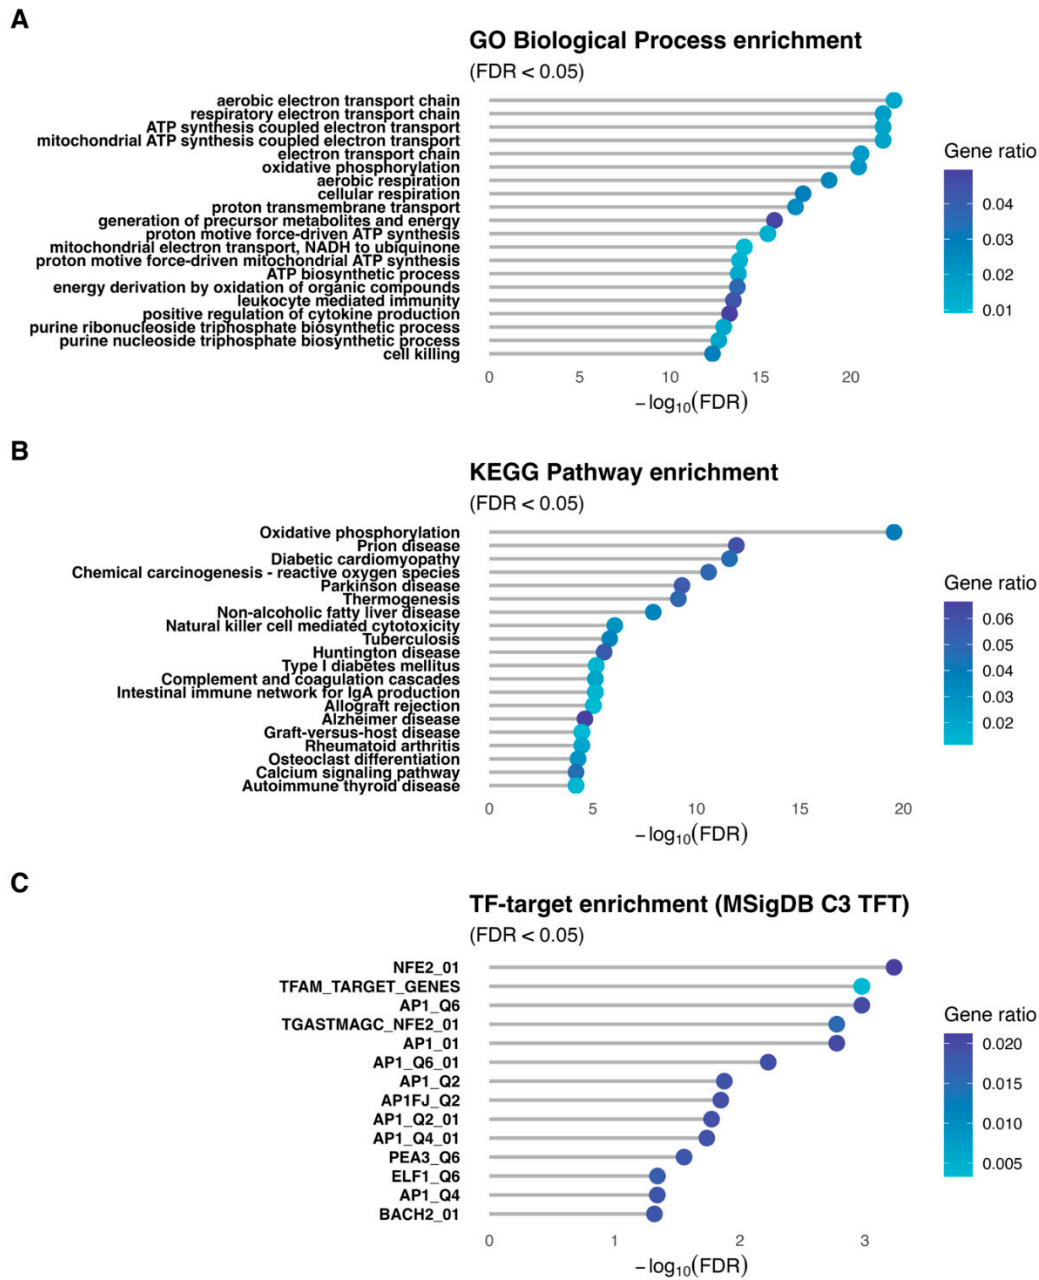 A
GO Biological Process enrichment
(FDR < 0.05)
aerobic electron transport chain
respiratory electron transport chain
ATP synthesis coupled electron transport
mitochondrial ATP synthesis coupled electron transport
electron transport chain
oxidative phosphorylation
aerobic respiration
cellular respiration
proton transmembrane transport
generation of precursor metabolites and energy
proton motive force-driven ATP synthesis
mitochondrial electron transport, NADH to ubiquinone
proton motive force-driven mitochondrial ATP synthesis
ATP biosynthetic process
energy derivation by oxidation of organic compounds
leukocyte mediated immunity
positive regulation of cytokine production
purine ribonucleoside triphosphate biosynthetic process
purine nucleoside triphosphate biosynthetic process
cell killing
0 5 10 15 20
−log₁₀(FDR)
Gene ratio
0.04
0.03
0.02
0.01
B
KEGG Pathway enrichment
(FDR < 0.05)
Oxidative phosphorylation
Prion disease
Diabetic cardiomyopathy
Chemical carcinogenesis - reactive oxygen species
Parkinson disease
Thermogenesis
Non-alcoholic fatty liver disease
Natural killer cell mediated cytotoxicity
Tuberculosis
Huntington disease
Type I diabetes mellitus
Complement and coagulation cascades
Intestinal immune network for IgA production
Allograft rejection
Alzheimer disease
Graft-versus-host disease
Rheumatoid arthritis
Osteoclast differentiation
Calcium signaling pathway
Autoimmune thyroid disease
0 5 10 15 20
−log₁₀(FDR)
Gene ratio
0.06
0.05
0.04
0.03
0.02
C
TF-target enrichment (MSigDB C3 TFT)
(FDR < 0.05)
NFE2_01
TFAM_TARGET_GENES
AP1_Q6
TGASTMAGC_NFE2_01
AP1_01
AP1_Q6_01
AP1_Q2
AP1FJ_Q2
AP1_Q2_01
AP1_Q4_01
PEA3_Q6
ELF1_Q6
AP1_Q4
BACH2_01
0 1 2 3
−log₁₀(FDR)
Gene ratio
0.020
0.015
0.010
0.005